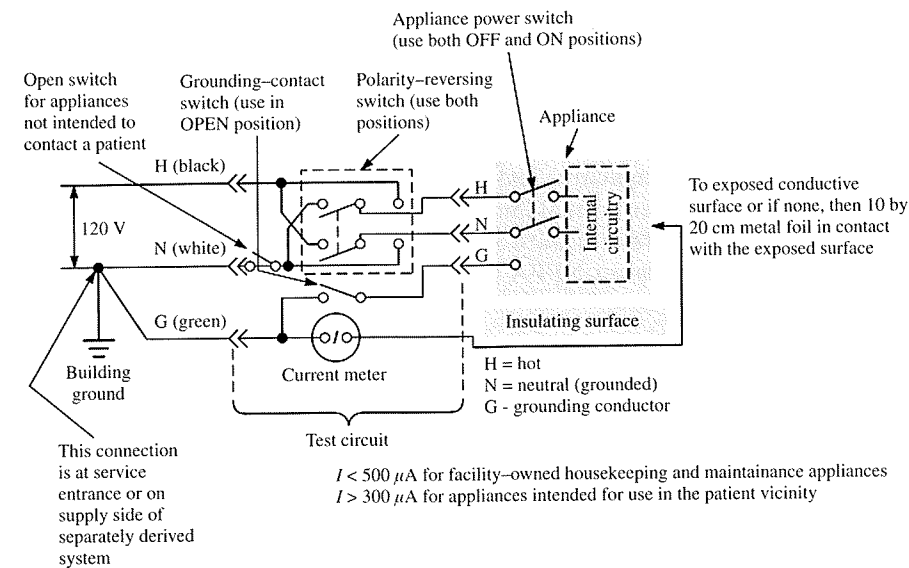 Appliance power switch
(use both OFF and ON positions)
Open switch
for appliances
not intended to
contact a patient
Grounding–contact
switch (use in
OPEN position)
Polarity–reversing
switch (use both
positions)
Appliance
H (black)
H
To exposed conductive
surface or if none, then 10 by
20 cm metal foil in contact
with the exposed surface
120 V
N
Internal
circuitry
N (white)
G
G (green)
Insulating surface
Building
ground
Current meter
H = hot
N = neutral (grounded)
G - grounding conductor
Test circuit
This connection
is at service
entrance or on
supply side of
separately derived
system
I < 500 μA for facility–owned housekeeping and maintainance appliances
I > 300 μA for appliances intended for use in the patient vicinity